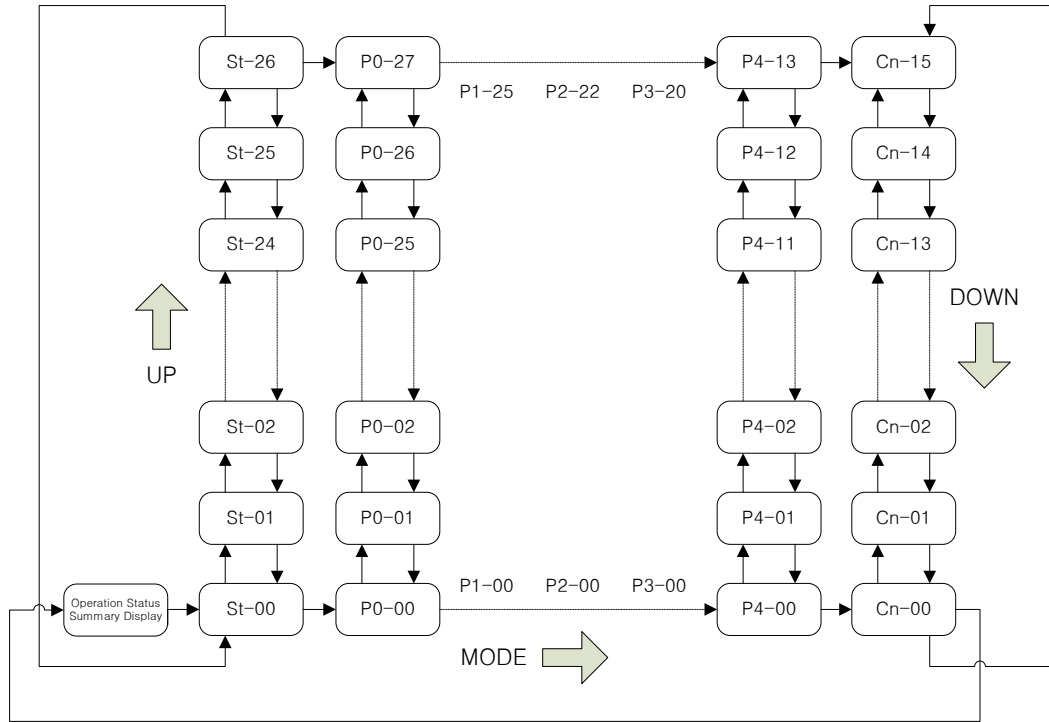 St-26
P0-27
P4-13
Cn-15
P1-25 P2-22 P3-20
St-25
P0-26
P4-12
Cn-14
St-24
P0-25
P4-11
Cn-13
DOWN
UP
St-02
P0-02
P4-02
Cn-02
St-01
P0-01
P4-01
Cn-01
Operation Status
Summary Display
St-00
P0-00
P1-00 P2-00 P3-00
P4-00
Cn-00
MODE